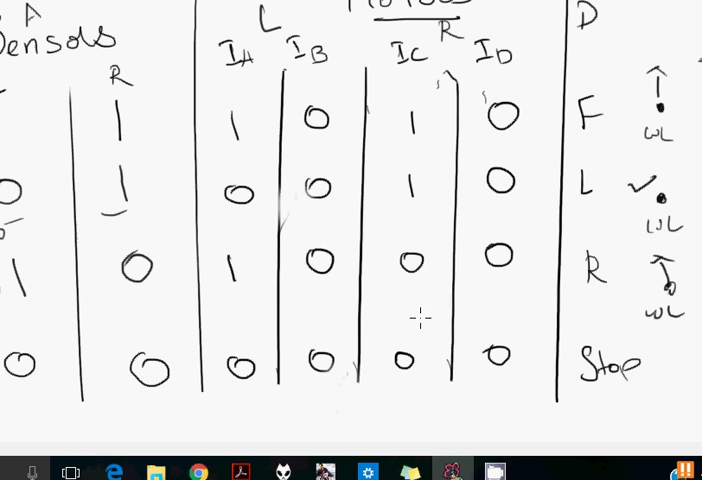 A L R D
R IA IB IC ID
1 1 0 1 0 F
WL
0 1 0 0 1 0 L
WL
1 0 1 0 0 0 R
WL
0 0 0 0 0 0 Stop